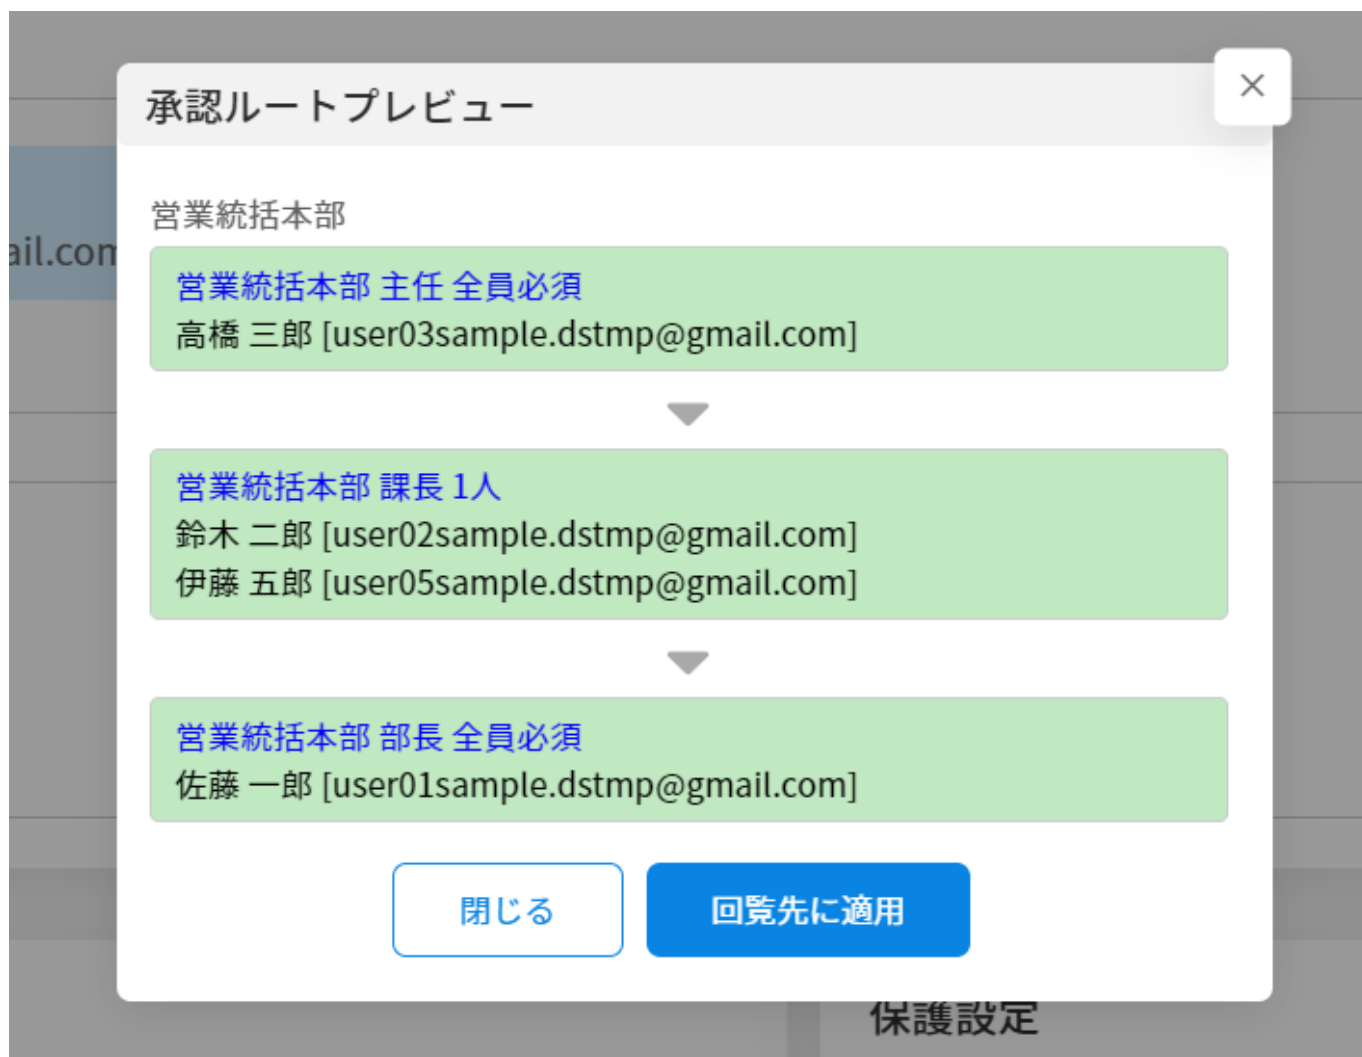 承認ルートプレビュー
×
営業統括本部
ail.com
営業統括本部 主任 全員必須
高橋 三郎 [user03sample.dstmp@gmail.com]
営業統括本部 課長 1人
鈴木 二郎 [user02sample.dstmp@gmail.com]
伊藤 五郎 [user05sample.dstmp@gmail.com]
営業統括本部 部長 全員必須
佐藤 一郎 [user01sample.dstmp@gmail.com]
閉じる
回覧先に適用
保護設定